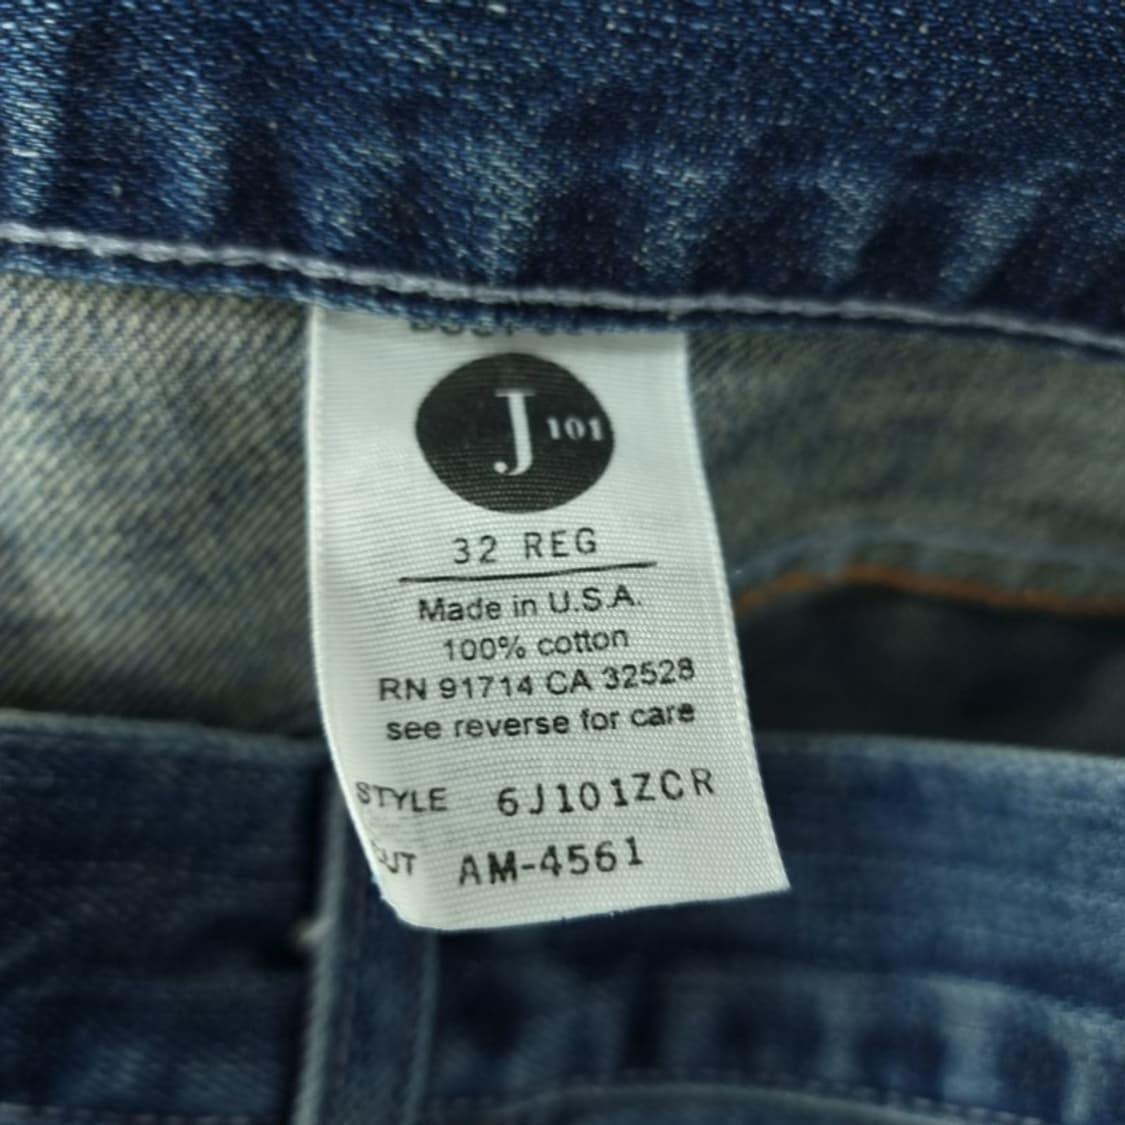 J 101
32 REG
Made in U.S.A.
100% cotton
RN 91714 CA 32528
see reverse for care
STYLE 6J101ZCR
CUT AM-4561